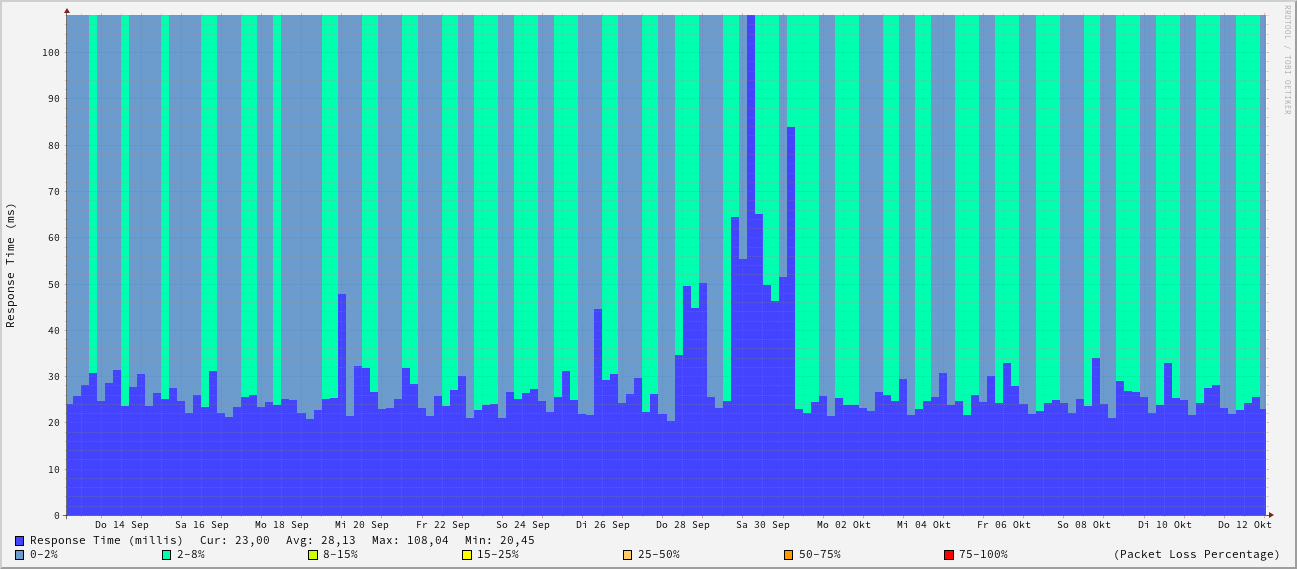 RRDTOOL / TOBI OETIKER
Response Time (ms)
100
90
80
70
60
50
40
30
20
10
0
Do 14 Sep Sa 16 Sep Mo 18 Sep Mi 20 Sep Fr 22 Sep So 24 Sep Di 26 Sep Do 28 Sep Sa 30 Sep Mo 02 Okt Mi 04 Okt Fr 06 Okt So 08 Okt Di 10 Okt Do 12 Okt
Response Time (millis) Cur: 23,00 Avg: 28,13 Max: 108,04 Min: 20,45
0-2% 2-8% 8-15% 15-25% 25-50% 50-75% 75-100% (Packet Loss Percentage)